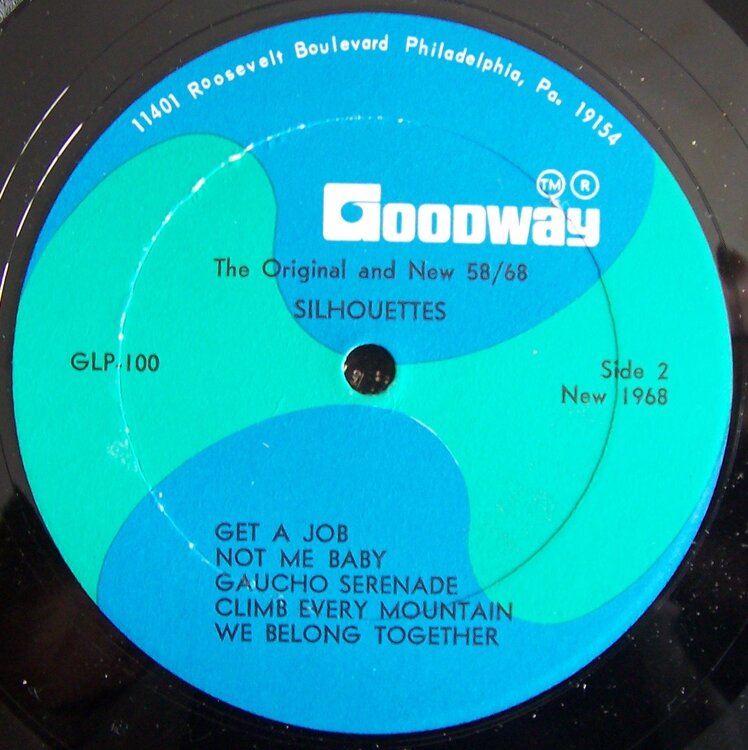 11401 Roosevelt Boulevard Philadelphia, Pa. 19154
TM R
GOODWay
The Original and New 58/68
SILHOUETTES
GLP-100
Side 2
New 1968
GET A JOB
NOT ME BABY
GAUCHO SERENADE
CLIMB EVERY MOUNTAIN
WE BELONG TOGETHER